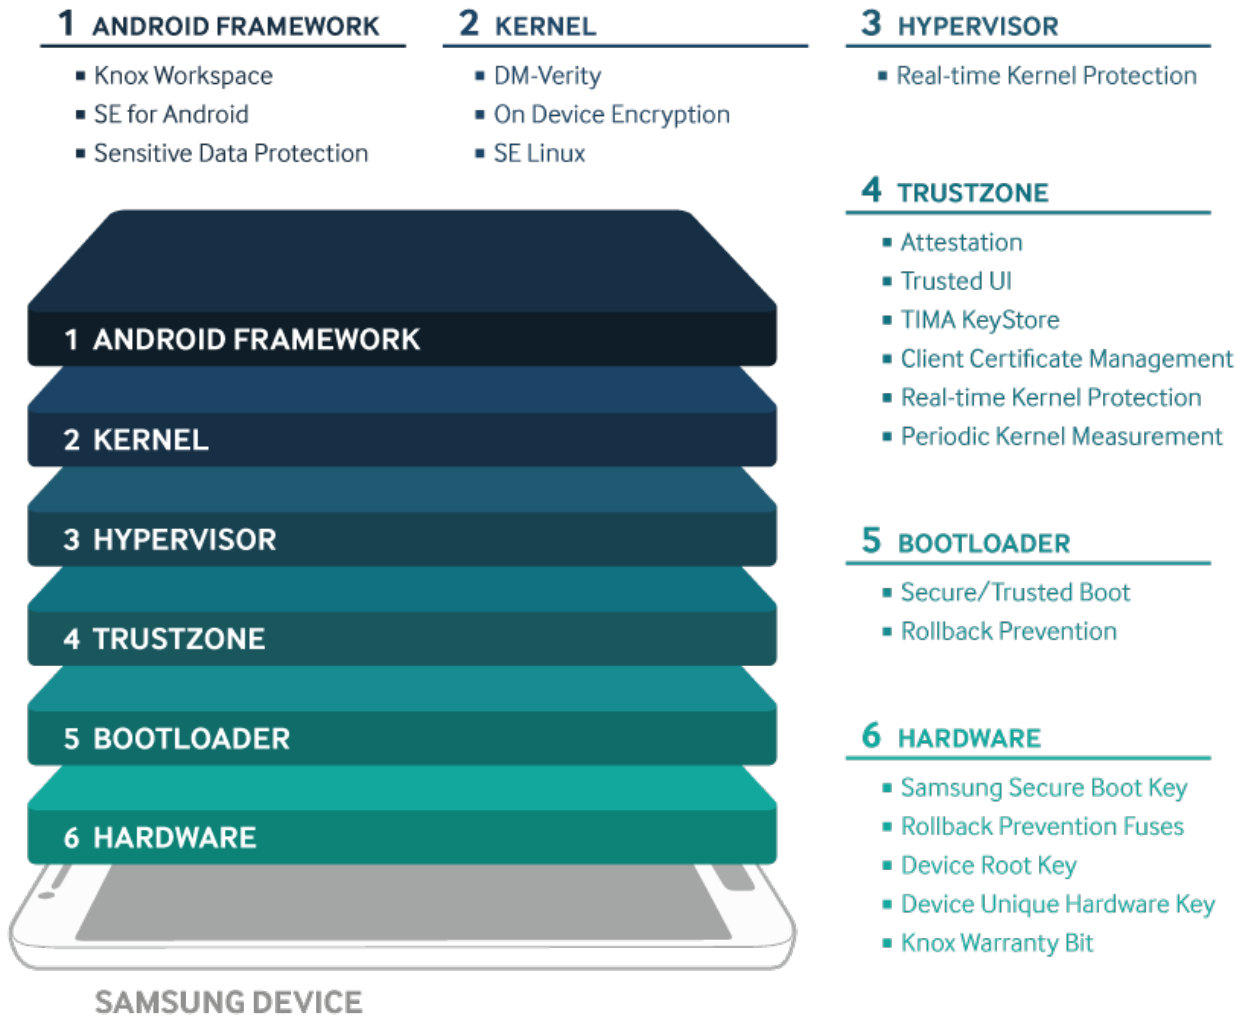 1 ANDROID FRAMEWORK
▪ Knox Workspace
▪ SE for Android
▪ Sensitive Data Protection
2 KERNEL
▪ DM-Verity
▪ On Device Encryption
▪ SE Linux
3 HYPERVISOR
▪ Real-time Kernel Protection
4 TRUSTZONE
▪ Attestation
▪ Trusted UI
▪ TIMA KeyStore
▪ Client Certificate Management
▪ Real-time Kernel Protection
▪ Periodic Kernel Measurement
5 BOOTLOADER
▪ Secure/Trusted Boot
▪ Rollback Prevention
6 HARDWARE
▪ Samsung Secure Boot Key
▪ Rollback Prevention Fuses
▪ Device Root Key
▪ Device Unique Hardware Key
▪ Knox Warranty Bit
1 ANDROID FRAMEWORK
2 KERNEL
3 HYPERVISOR
4 TRUSTZONE
5 BOOTLOADER
6 HARDWARE
SAMSUNG DEVICE